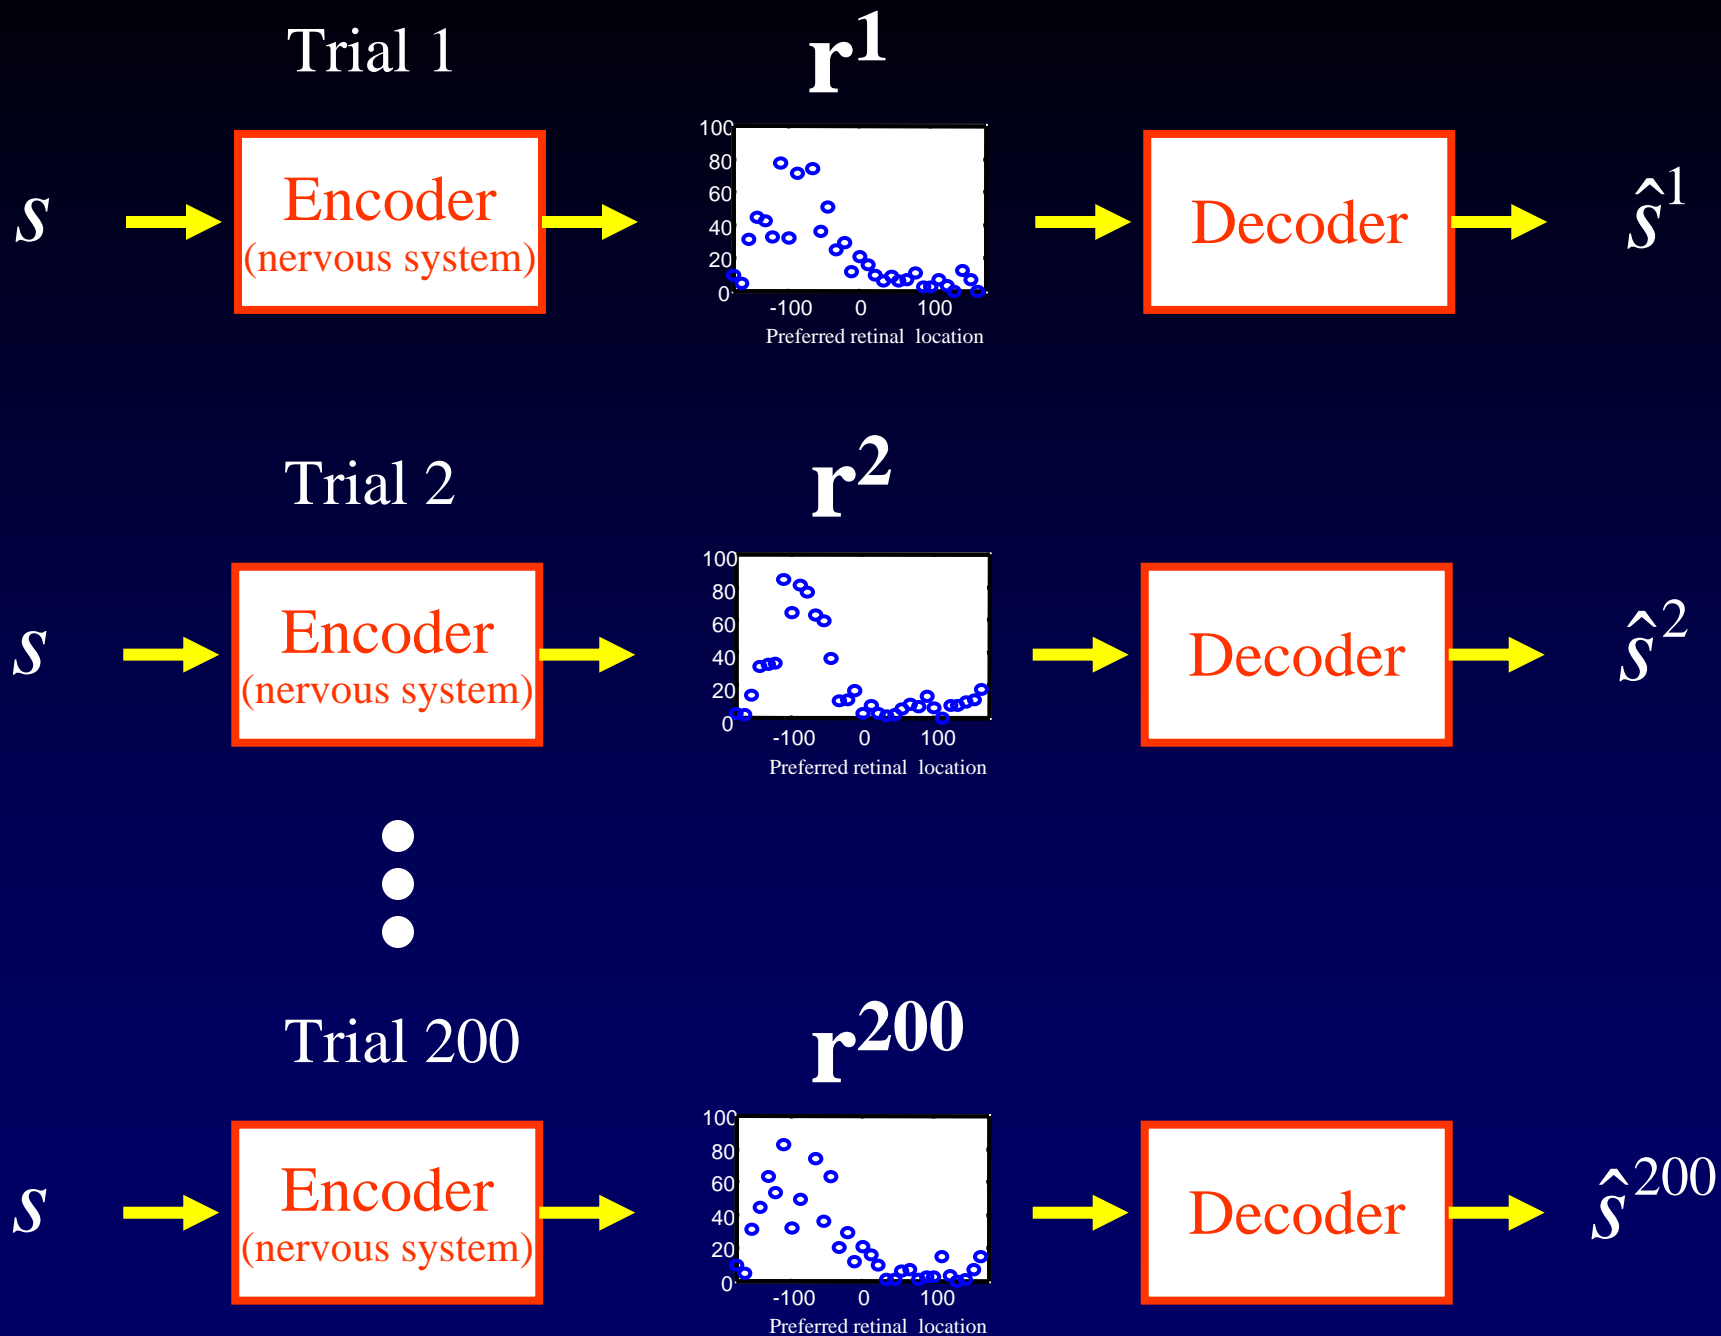 Trial 1
r¹
s
Encoder
(nervous system)
100
80
60
40
20
0
-100 0 100
Preferred retinal location
Decoder
ŝ¹
Trial 2
r²
s
Encoder
(nervous system)
100
80
60
40
20
0
-100 0 100
Preferred retinal location
Decoder
ŝ²
Trial 200
r²⁰⁰
s
Encoder
(nervous system)
100
80
60
40
20
0
-100 0 100
Preferred retinal location
Decoder
ŝ²⁰⁰